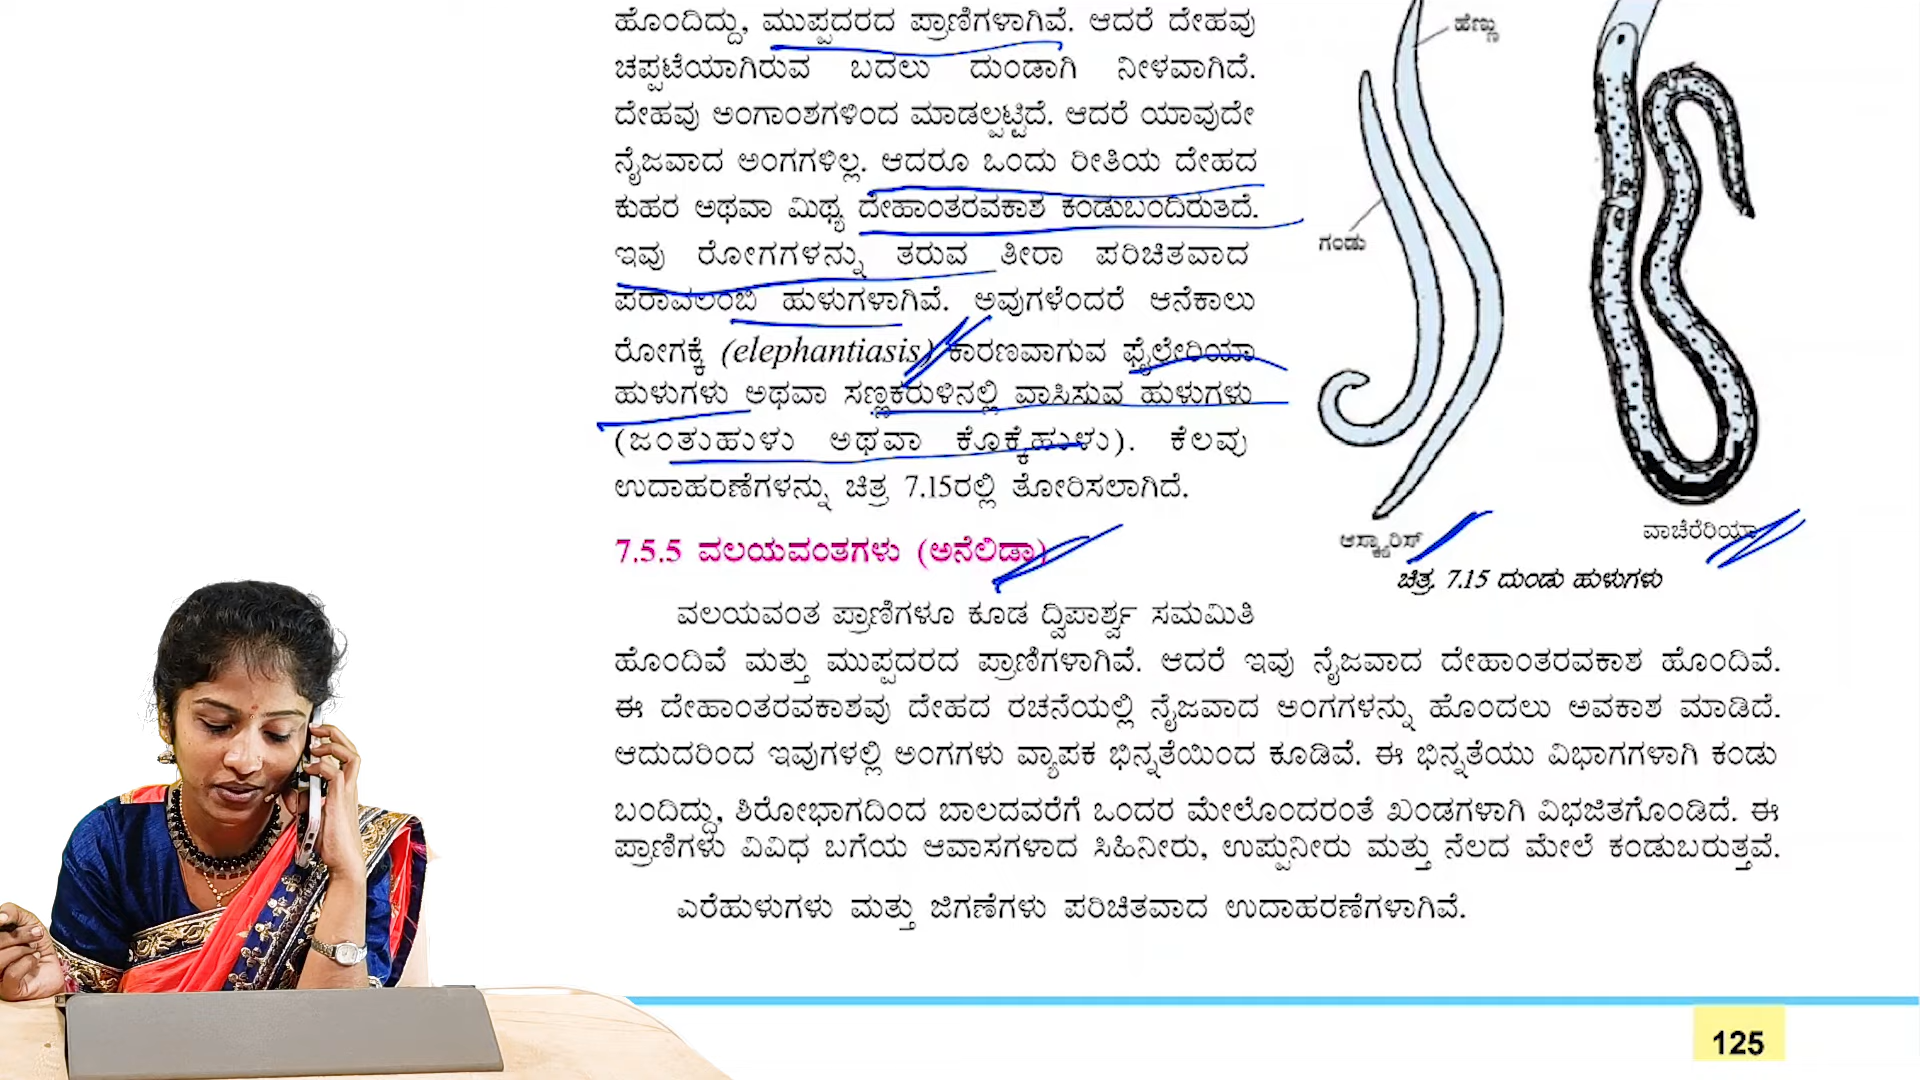 ಹೊಂದಿದ್ದು, ಮುಪ್ಪದರದ ಪ್ರಾಣಿಗಳಾಗಿವೆ. ಆದರೆ ದೇಹವು
ಚಪ್ಪಟೆಯಾಗಿರುವ ಬದಲು ದುಂಡಾಗಿ ನೀಳವಾಗಿದೆ.
ದೇಹವು ಅಂಗಾಂಶಗಳಿಂದ ಮಾಡಲ್ಪಟ್ಟಿದೆ. ಆದರೆ ಯಾವುದೇ
ನೈಜವಾದ ಅಂಗಗಳಿಲ್ಲ. ಆದರೂ ಒಂದು ರೀತಿಯ ದೇಹದ
ಕುಹರ ಅಥವಾ ಮಿಥ್ಯ ದೇಹಾಂತರವಕಾಶ ಕಂಡುಬಂದಿರುತದೆ.
ಇವು ರೋಗಗಳನ್ನು ತರುವ ತೀರಾ ಪರಿಚಿತವಾದ
ಪರಾವಲಂಬಿ ಹುಳುಗಳಾಗಿವೆ. ಅವುಗಳೆಂದರೆ ಆನೆಕಾಲು
ರೋಗಕ್ಕೆ (elephantiasis) ಕಾರಣವಾಗುವ ಫೈಲೇರಿಯಾ
ಹುಳುಗಳು ಅಥವಾ ಸಣ್ಣಕರುಳಿನಲ್ಲಿ ವಾಸಿಸುವ ಹುಳುಗಳು
(ಜಂತುಹುಳು ಅಥವಾ ಕೊಕ್ಕೆಹುಳು). ಕೆಲವು
ಉದಾಹರಣೆಗಳನ್ನು ಚಿತ್ರ 7.15ರಲ್ಲಿ ತೋರಿಸಲಾಗಿದೆ.
ಹೆಣ್ಣು
ಗಂಡು
ಆಸ್ಕ್ಯಾರಿಸ್
ವಾಚೆರೆರಿಯಾ
ಚಿತ್ರ 7.15 ದುಂಡು ಹುಳುಗಳು
7.5.5 ವಲಯವಂತಗಳು (ಅನೆಲಿಡಾ)
ವಲಯವಂತ ಪ್ರಾಣಿಗಳೂ ಕೂಡ ದ್ವಿಪಾರ್ಶ್ವ ಸಮಮಿತಿ
ಹೊಂದಿವೆ ಮತ್ತು ಮುಪ್ಪದರದ ಪ್ರಾಣಿಗಳಾಗಿವೆ. ಆದರೆ ಇವು ನೈಜವಾದ ದೇಹಾಂತರವಕಾಶ ಹೊಂದಿವೆ.
ಈ ದೇಹಾಂತರವಕಾಶವು ದೇಹದ ರಚನೆಯಲ್ಲಿ ನೈಜವಾದ ಅಂಗಗಳನ್ನು ಹೊಂದಲು ಅವಕಾಶ ಮಾಡಿದೆ.
ಆದುದರಿಂದ ಇವುಗಳಲ್ಲಿ ಅಂಗಗಳು ವ್ಯಾಪಕ ಭಿನ್ನತೆಯಿಂದ ಕೂಡಿವೆ. ಈ ಭಿನ್ನತೆಯು ವಿಭಾಗಗಳಾಗಿ ಕಂಡು
ಬಂದಿದ್ದು, ಶಿರೋಭಾಗದಿಂದ ಬಾಲದವರೆಗೆ ಒಂದರ ಮೇಲೊಂದರಂತೆ ಖಂಡಗಳಾಗಿ ವಿಭಜಿತಗೊಂಡಿದೆ. ಈ
ಪ್ರಾಣಿಗಳು ವಿವಿಧ ಬಗೆಯ ಆವಾಸಗಳಾದ ಸಿಹಿನೀರು, ಉಪ್ಪುನೀರು ಮತ್ತು ನೆಲದ ಮೇಲೆ ಕಂಡುಬರುತ್ತವೆ.
ಎರೆಹುಳುಗಳು ಮತ್ತು ಜಿಗಣೆಗಳು ಪರಿಚಿತವಾದ ಉದಾಹರಣೆಗಳಾಗಿವೆ.
125